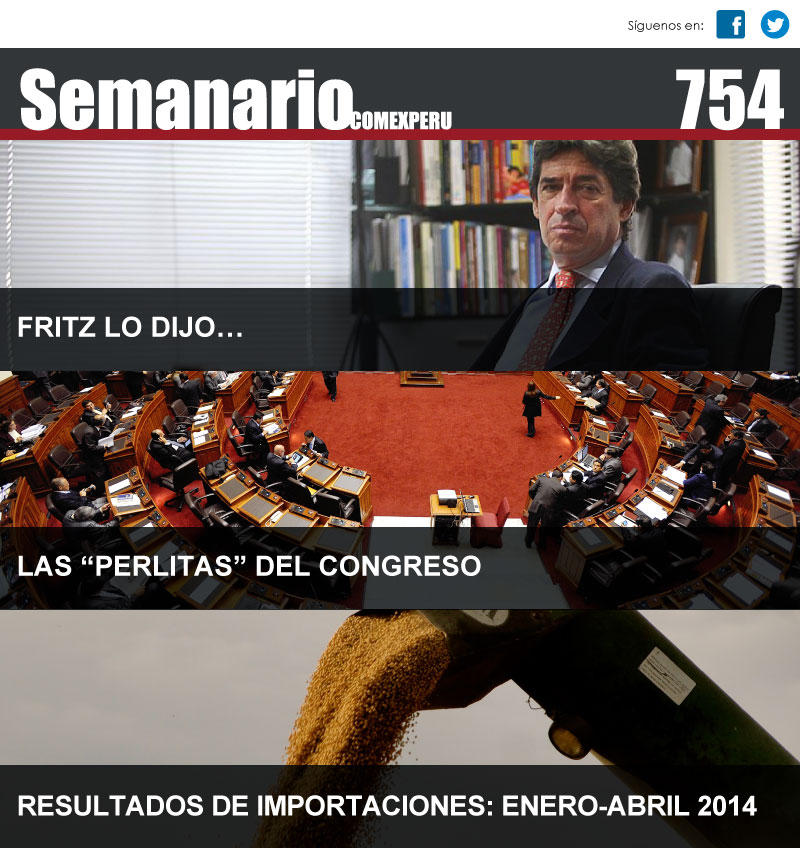 Síguenos en:
Semanario COMEXPERU 754
FRITZ LO DIJO…
LAS “PERLITAS” DEL CONGRESO
RESULTADOS DE IMPORTACIONES: ENERO-ABRIL 2014